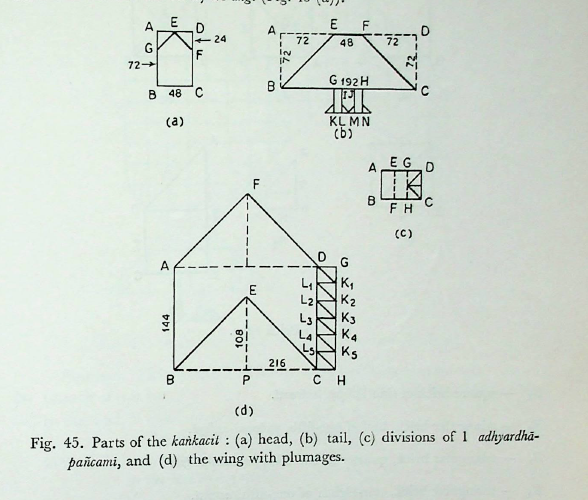 A E D
G F
24
72
B 48 C
(a)
A E F D
72 48 72
72 72
B G 192 H C
I J
K L M N
(b)
A E G D
B F H C
(c)
F
A D G
L1 K1
L2 K2
E
L3 K3
144 108
L4 K4
L5 K5
216
B P C H
(d)
Fig. 45. Parts of the kaṅkacit : (a) head, (b) tail, (c) divisions of 1 adhyardhā-
pañcamī, and (d) the wing with plumages.